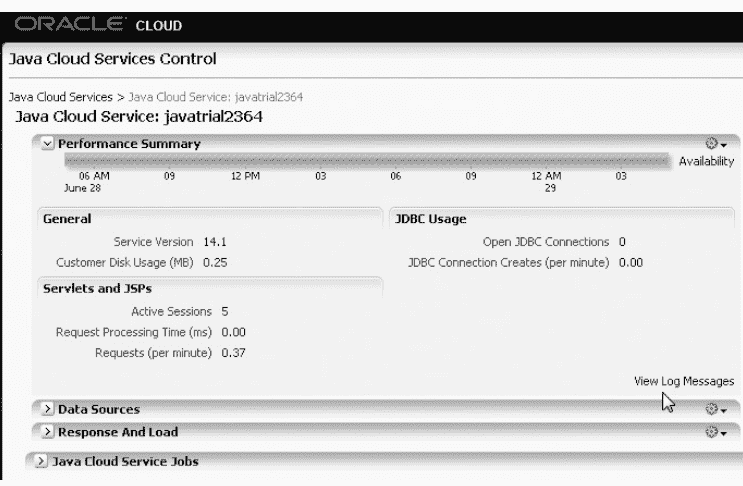 ORACLE CLOUD
Java Cloud Services Control
Java Cloud Services > Java Cloud Service: javatrial2364
Java Cloud Service: javatrial2364
Performance Summary
Availability
06 AM 09 12 PM 03 06 09 12 AM 03
June 28 29
General
Service Version 14.1
Customer Disk Usage (MB) 0.25
JDBC Usage
Open JDBC Connections 0
JDBC Connection Creates (per minute) 0.00
Servlets and JSPs
Active Sessions 5
Request Processing Time (ms) 0.00
Requests (per minute) 0.37
View Log Messages
Data Sources
Response And Load
Java Cloud Service Jobs